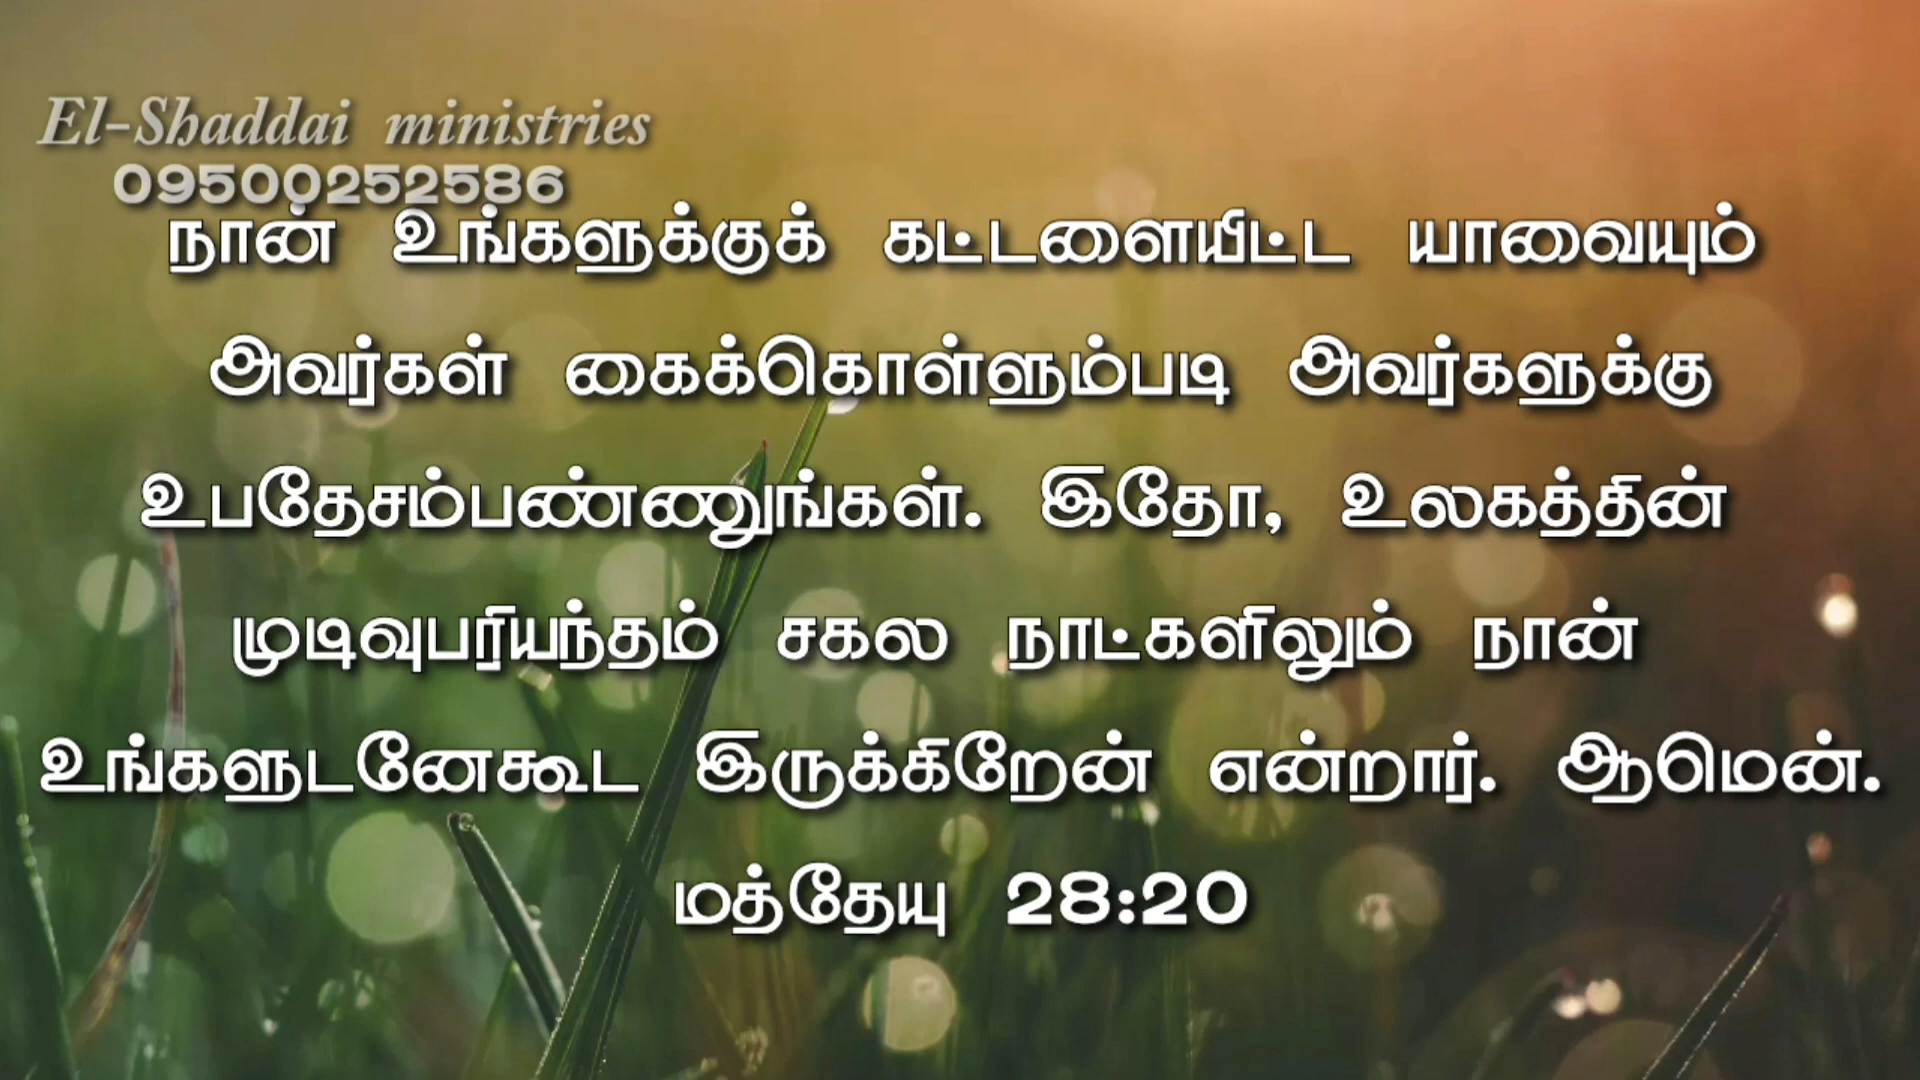 El-Shaddai ministries
09500252586
நான் உங்களுக்குக் கட்டளையிட்ட யாவையும்
அவர்கள் கைக்கொள்ளும்படி அவர்களுக்கு
உபதேசம்பண்ணுங்கள். இதோ, உலகத்தின்
முடிவுபரியந்தம் சகல நாட்களிலும் நான்
உங்களுடனேகூட இருக்கிறேன் என்றார். ஆமென்.
மத்தேயு 28:20